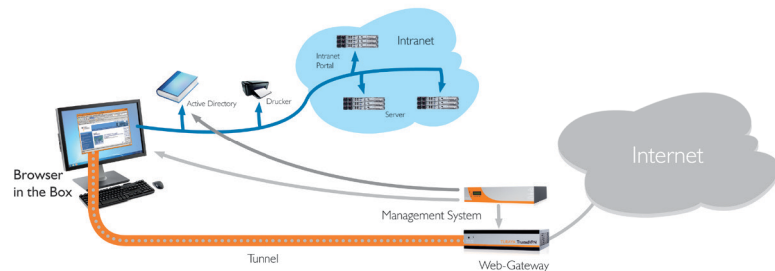 Intranet
Intranet
Portal
Active Directory
Drucker
Server
Internet
Browser
in the Box
Management System
Tunnel
Web-Gateway